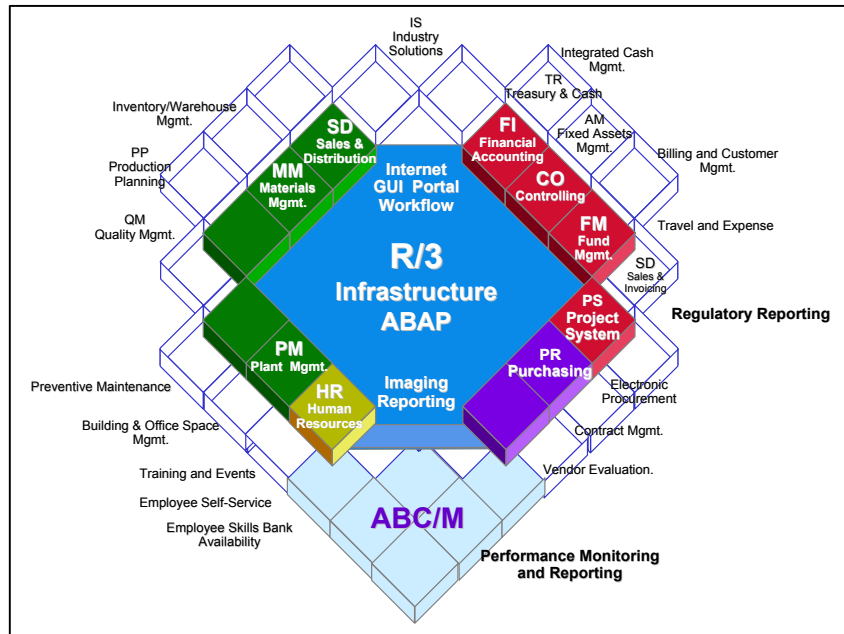 IS
Industry
Solutions
Integrated Cash
Mgmt.
TR
Treasury & Cash
Inventory/Warehouse
Mgmt.
SD
Sales &
Distribution
FI
Financial
Accounting
AM
Fixed Assets
Mgmt.
PP
Production
Planning
MM
Materials
Mgmt.
Internet
GUI Portal
Workflow
CO
Controlling
Billing and Customer
Mgmt.
QM
Quality Mgmt.
FM
Fund
Mgmt.
Travel and Expense
R/3
Infrastructure
ABAP
SD
Sales &
Invoicing
PS
Project
System
Regulatory Reporting
PM
Plant Mgmt.
PR
Purchasing
Preventive Maintenance
HR
Human
Resources
Imaging
Reporting
Electronic
Procurement
Building & Office Space
Mgmt.
Contract Mgmt.
Training and Events
Vendor Evaluation.
Employee Self-Service
Employee Skills Bank
Availability
ABC/M
Performance Monitoring
and Reporting